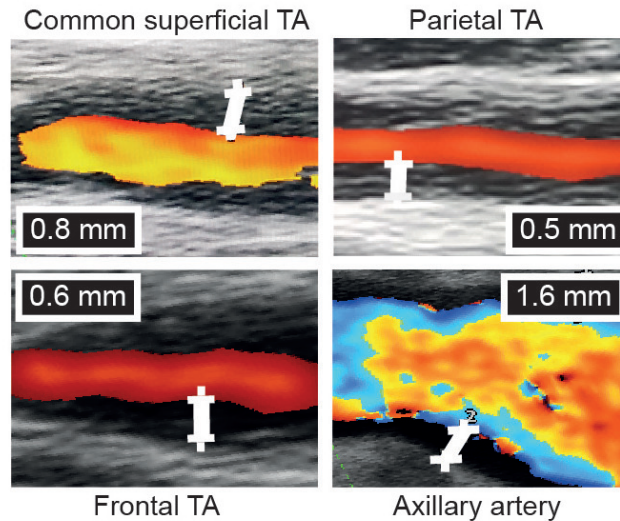 Common superficial TA
Parietal TA
0.8 mm
0.5 mm
0.6 mm
1.6 mm
2
Frontal TA
Axillary artery